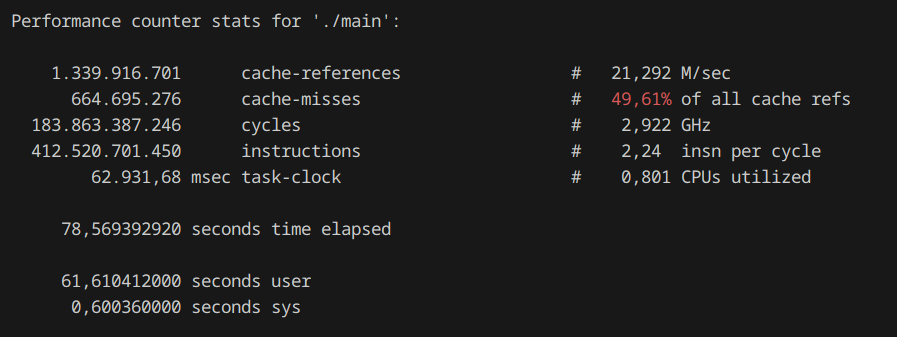 Performance counter stats for './main':
1.339.916.701 cache-references # 21,292 M/sec
664.695.276 cache-misses # 49,61% of all cache refs
183.863.387.246 cycles # 2,922 GHz
412.520.701.450 instructions # 2,24 insn per cycle
62.931,68 msec task-clock # 0,801 CPUs utilized
78,569392920 seconds time elapsed
61,610412000 seconds user
0,600360000 seconds sys